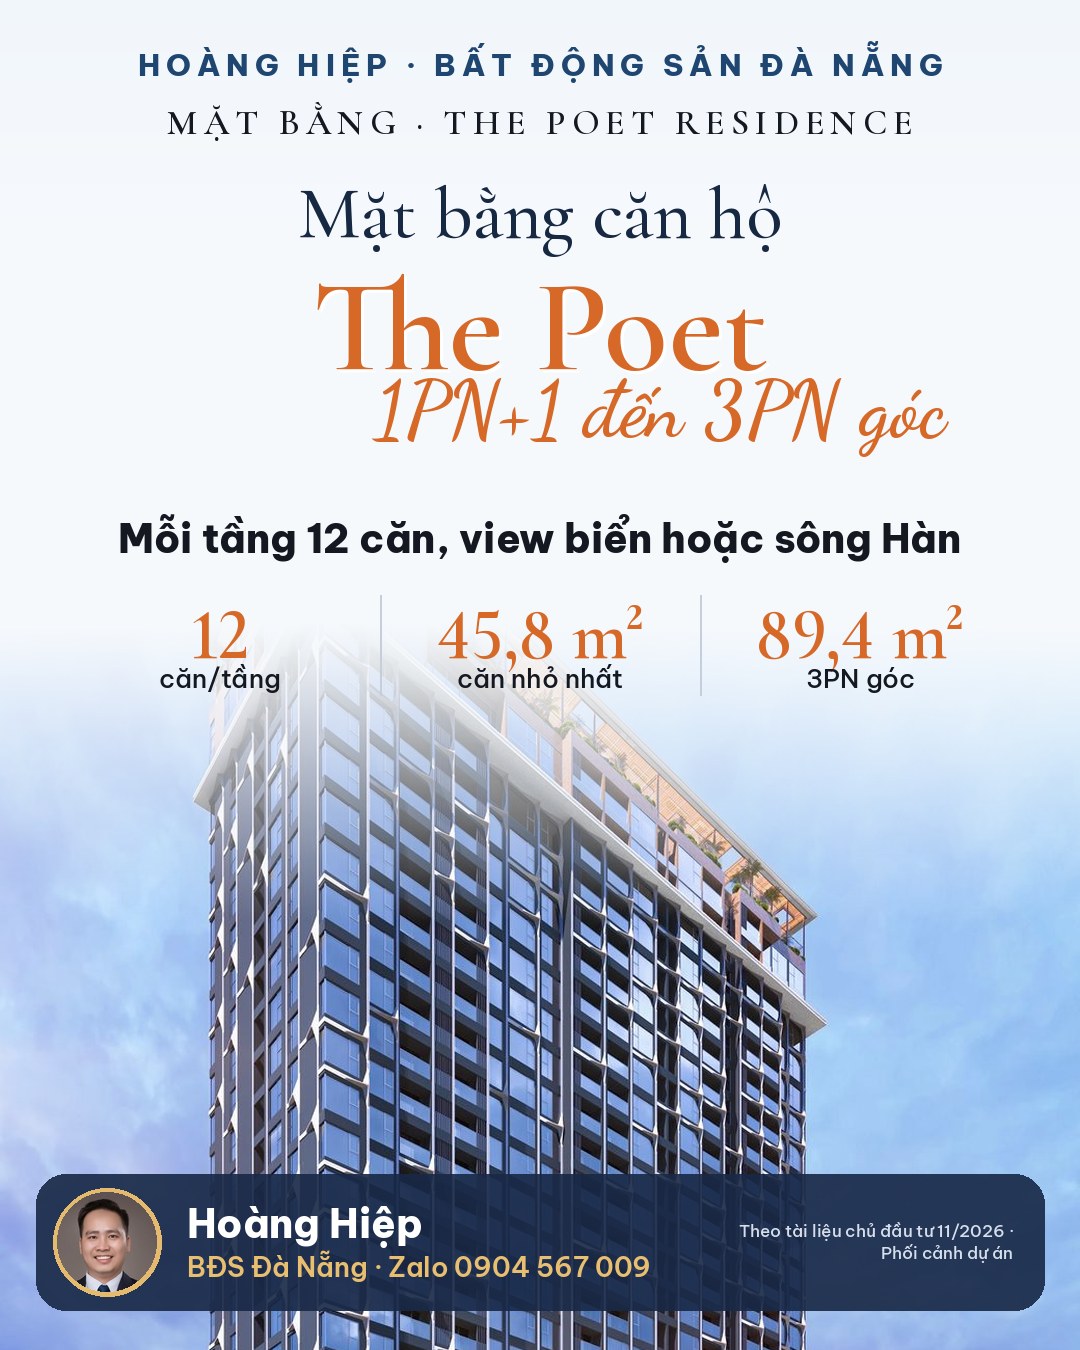 HOÀNG HIỆP · BẤT ĐỘNG SẢN ĐÀ NẴNG
MẶT BẰNG · THE POET RESIDENCE
Mặt bằng căn hộ
The Poet
1PN+1 đến 3PN góc
Mỗi tầng 12 căn, view biển hoặc sông Hàn
12
căn/tầng
45,8 m²
căn nhỏ nhất
89,4 m²
3PN góc
Hoàng Hiệp
BĐS Đà Nẵng · Zalo 0904 567 009
Theo tài liệu chủ đầu tư 11/2026 ·
Phối cảnh dự án